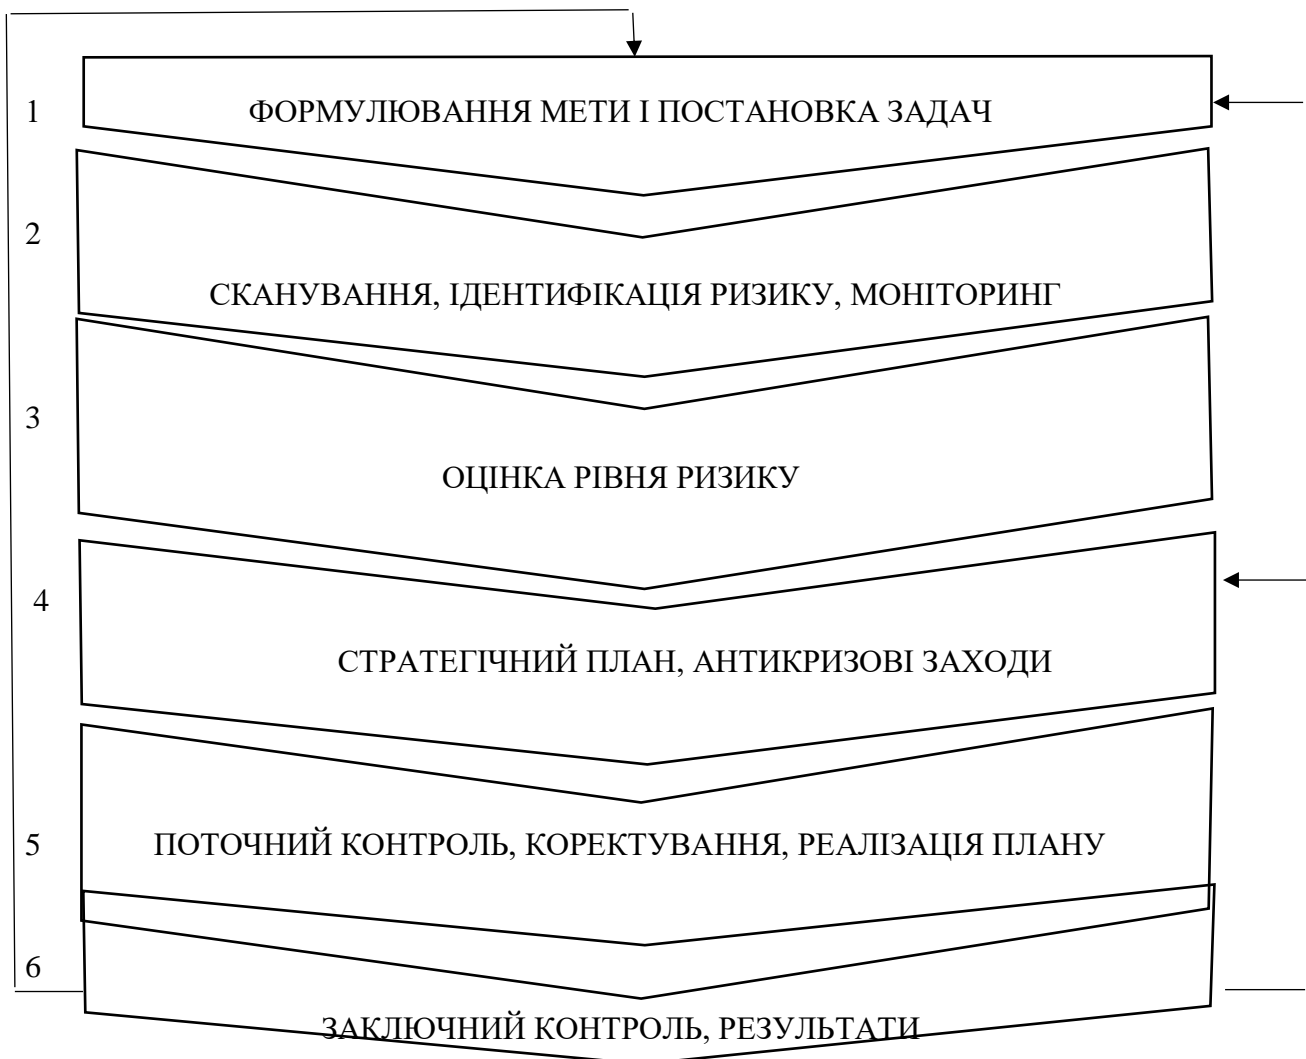 1 ФОРМУЛЮВАННЯ МЕТИ І ПОСТАНОВКА ЗАДАЧ
2
СКАНУВАННЯ, ІДЕНТИФІКАЦІЯ РИЗИКУ, МОНІТОРИНГ
3
ОЦІНКА РІВНЯ РИЗИКУ
4
СТРАТЕГІЧНИЙ ПЛАН, АНТИКРИЗОВІ ЗАХОДИ
5 ПОТОЧНИЙ КОНТРОЛЬ, КОРЕКТУВАННЯ, РЕАЛІЗАЦІЯ ПЛАНУ
6
ЗАКЛЮЧНИЙ КОНТРОЛЬ, РЕЗУЛЬТАТИ